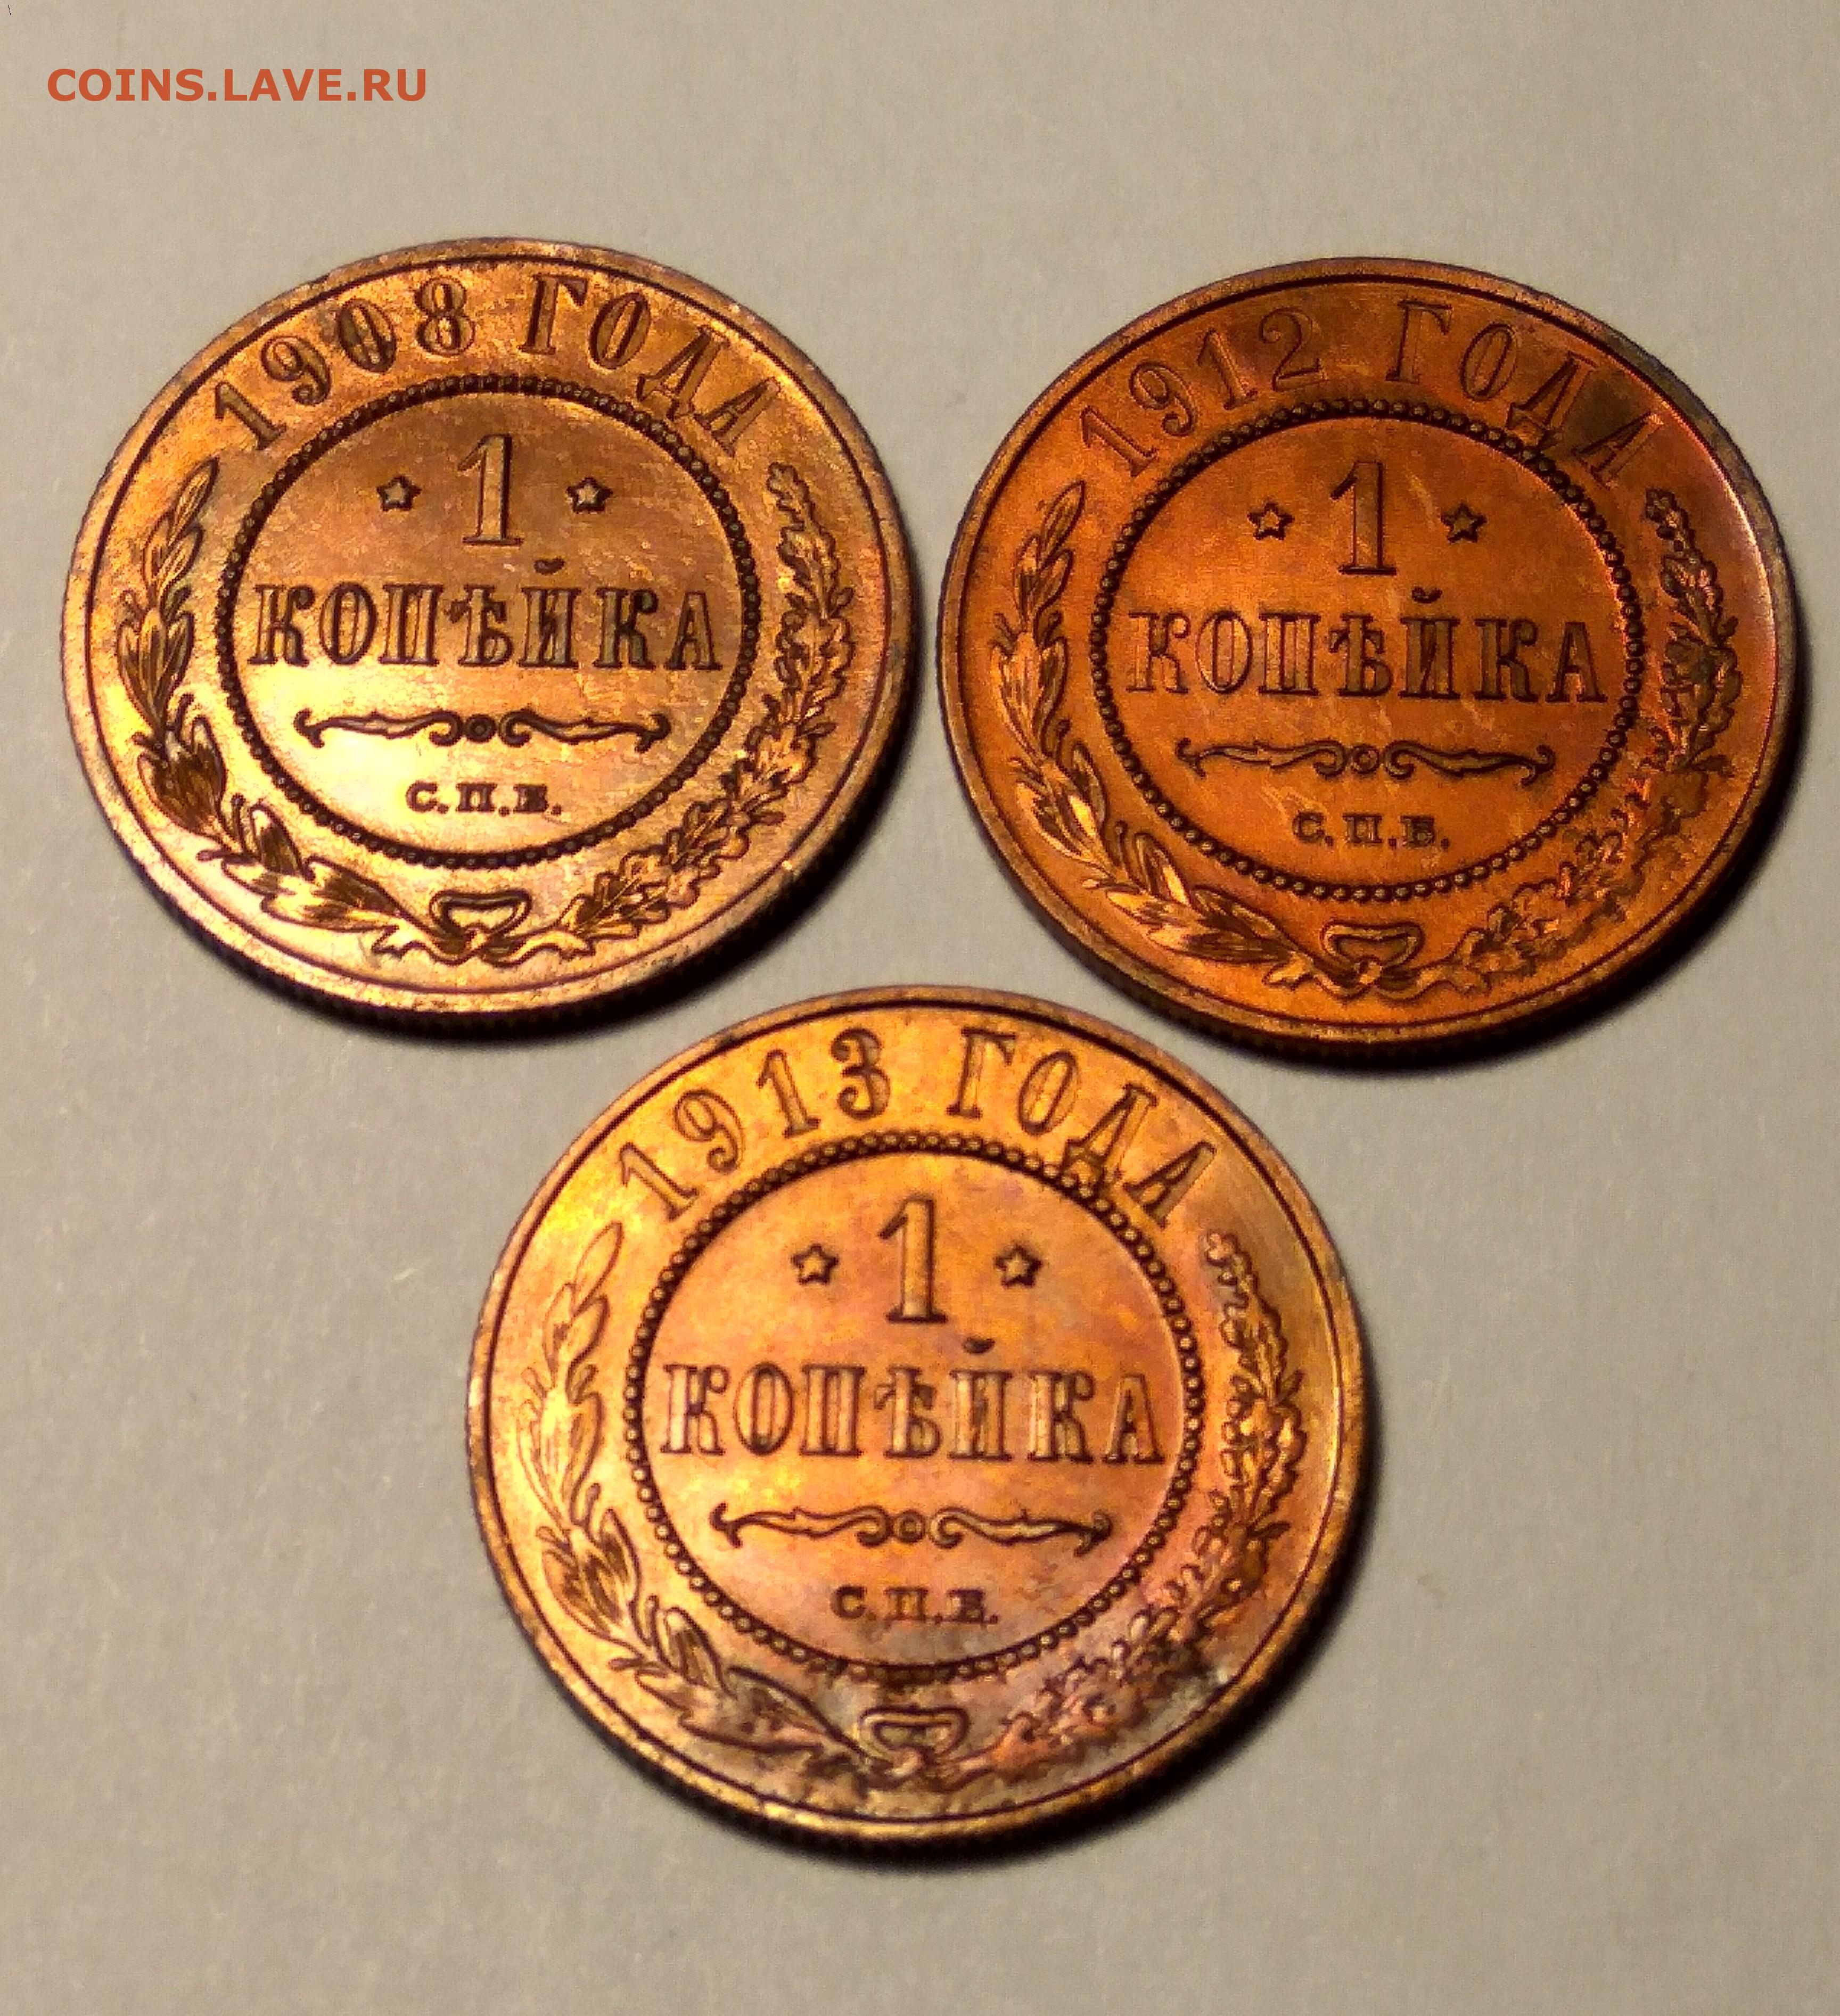 COINS.LAVE.RU
1908 ГОДА
1
КОПѢЙКА
С.П.Б.
1912 ГОДА
1
КОПѢЙКА
С.П.Б.
1913 ГОДА
1
КОПѢЙКА
С.П.Б.